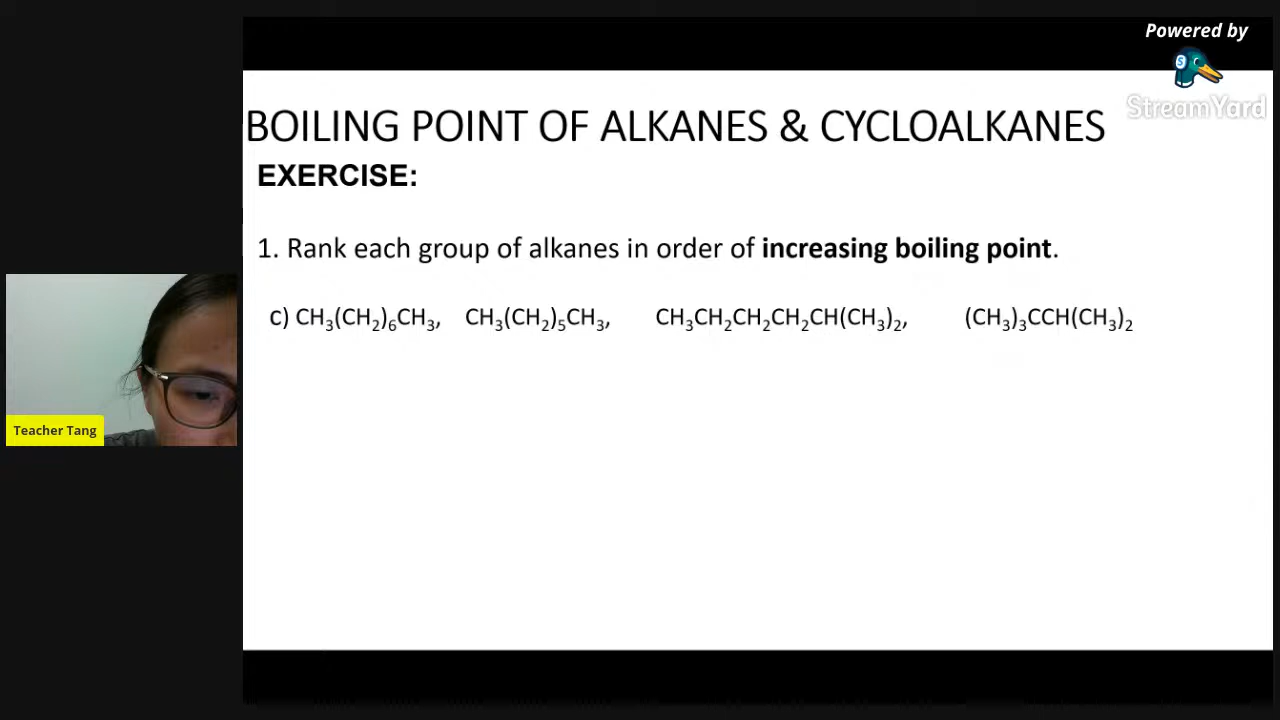 Powered by
StreamYard
BOILING POINT OF ALKANES & CYCLOALKANES
EXERCISE:
1. Rank each group of alkanes in order of increasing boiling point.
c) CH₃(CH₂)₆CH₃, CH₃(CH₂)₅CH₃, CH₃CH₂CH₂CH₂CH(CH₃)₂, (CH₃)₃CCH(CH₃)₂
Teacher Tang